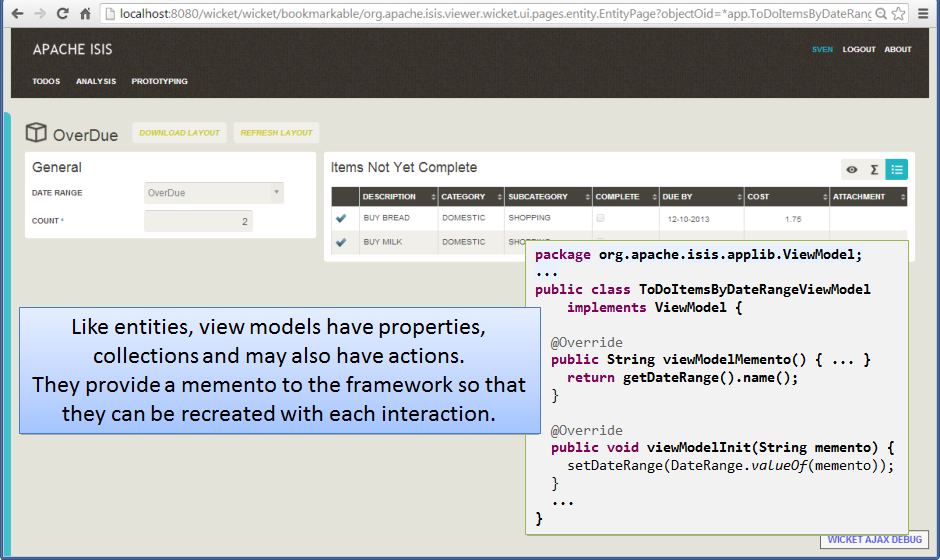 localhost:8080/wicket/wicket/bookmarkable/org.apache.isis.viewer.wicket.ui.pages.entity.EntityPage?objectOid=*app.ToDoItemsByDateRang
APACHE ISIS
SVEN LOGOUT ABOUT
TODOS ANALYSIS PROTOTYPING
OverDue DOWNLOAD LAYOUT REFRESH LAYOUT
General
DATE RANGE OverDue
COUNT * 2
Items Not Yet Complete
Σ
DESCRIPTION CATEGORY SUBCATEGORY COMPLETE DUE BY COST ATTACHMENT
BUY BREAD DOMESTIC SHOPPING 12-10-2013 1.75
BUY MILK DOMESTIC
package org.apache.isis.applib.ViewModel;
...
public class ToDoItemsByDateRangeViewModel
implements ViewModel {
@Override
public String viewModelMemento() { ... }
return getDateRange().name();
}
@Override
public void viewModelInit(String memento) {
setDateRange(DateRange.valueOf(memento));
}
...
}
Like entities, view models have properties,
collections and may also have actions.
They provide a memento to the framework so that
they can be recreated with each interaction.
WICKET AJAX DEBUG